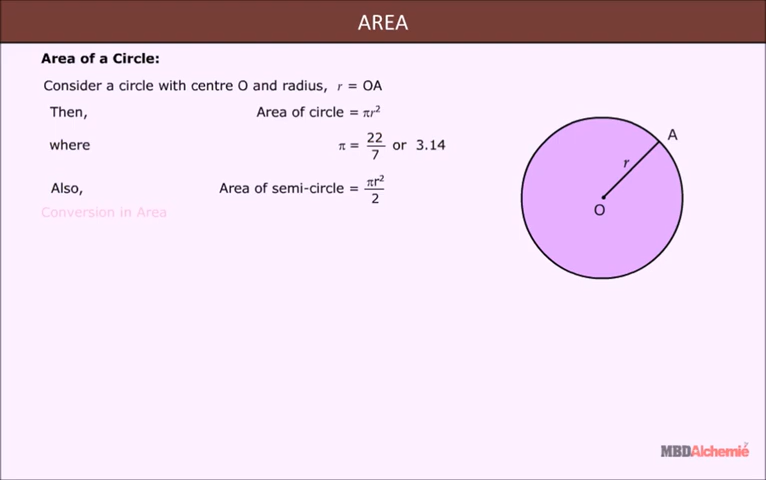 AREA
Area of a Circle:
Consider a circle with centre O and radius, r = OA
Then, Area of circle = πr²
where π = 22/7 or 3.14
Also, Area of semi-circle = πr²/2
Conversion in Area
A
r
O
MBDAlchemié